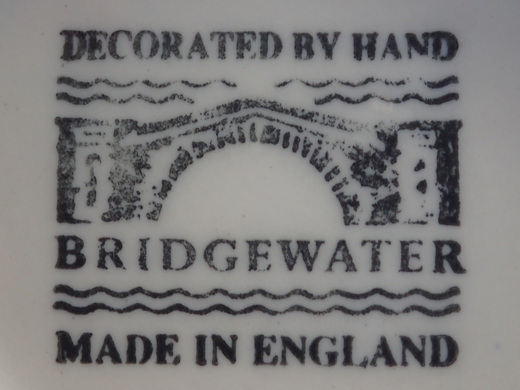 DECORATED BY HAND
BRIDGEWATER
MADE IN ENGLAND